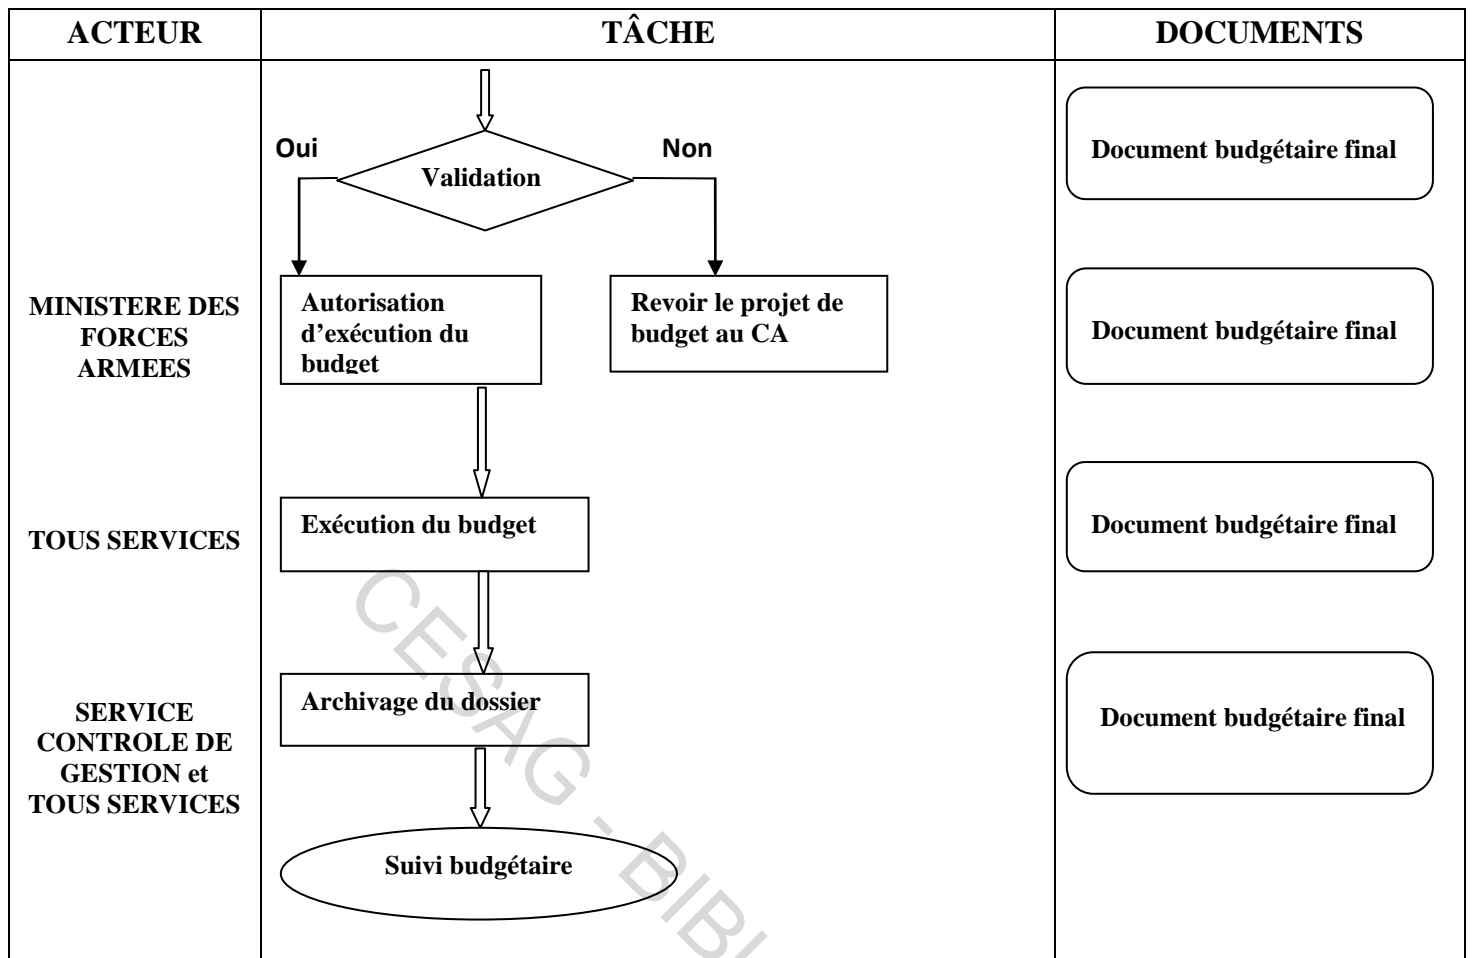 ACTEUR
TÂCHE
DOCUMENTS
Oui
Non
Validation
Document budgétaire final
MINISTERE DES
FORCES
ARMEES
Autorisation
d’exécution du
budget
Revoir le projet de
budget au CA
Document budgétaire final
TOUS SERVICES
Exécution du budget
Document budgétaire final
SERVICE
CONTROLE DE
GESTION et
TOUS SERVICES
Archivage du dossier
Document budgétaire final
Suivi budgétaire
CESAG - BIBL